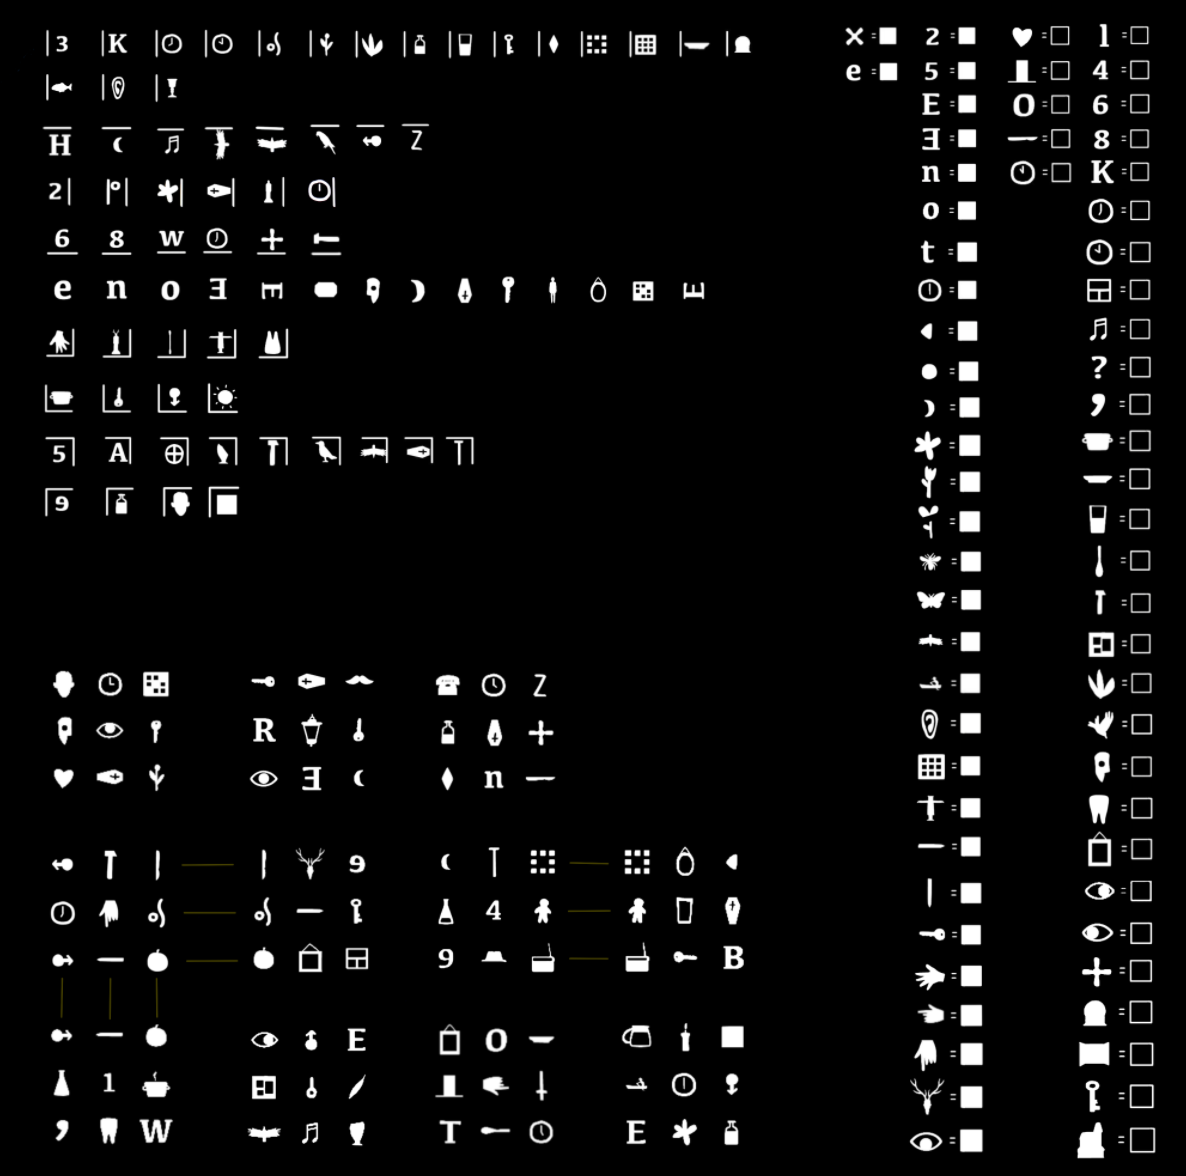 3 K
H Z
2
6 8 w
e n o Ǝ E E
5 A
9
Z
R
Ǝ n
9
4
9 B
E O
1
, W T E
× = 2 = = l =
e = 5 = = 4 =
E = O = 6 =
Ǝ = = 8 =
n = = K =
o = =
t = =
= ? =
= , =